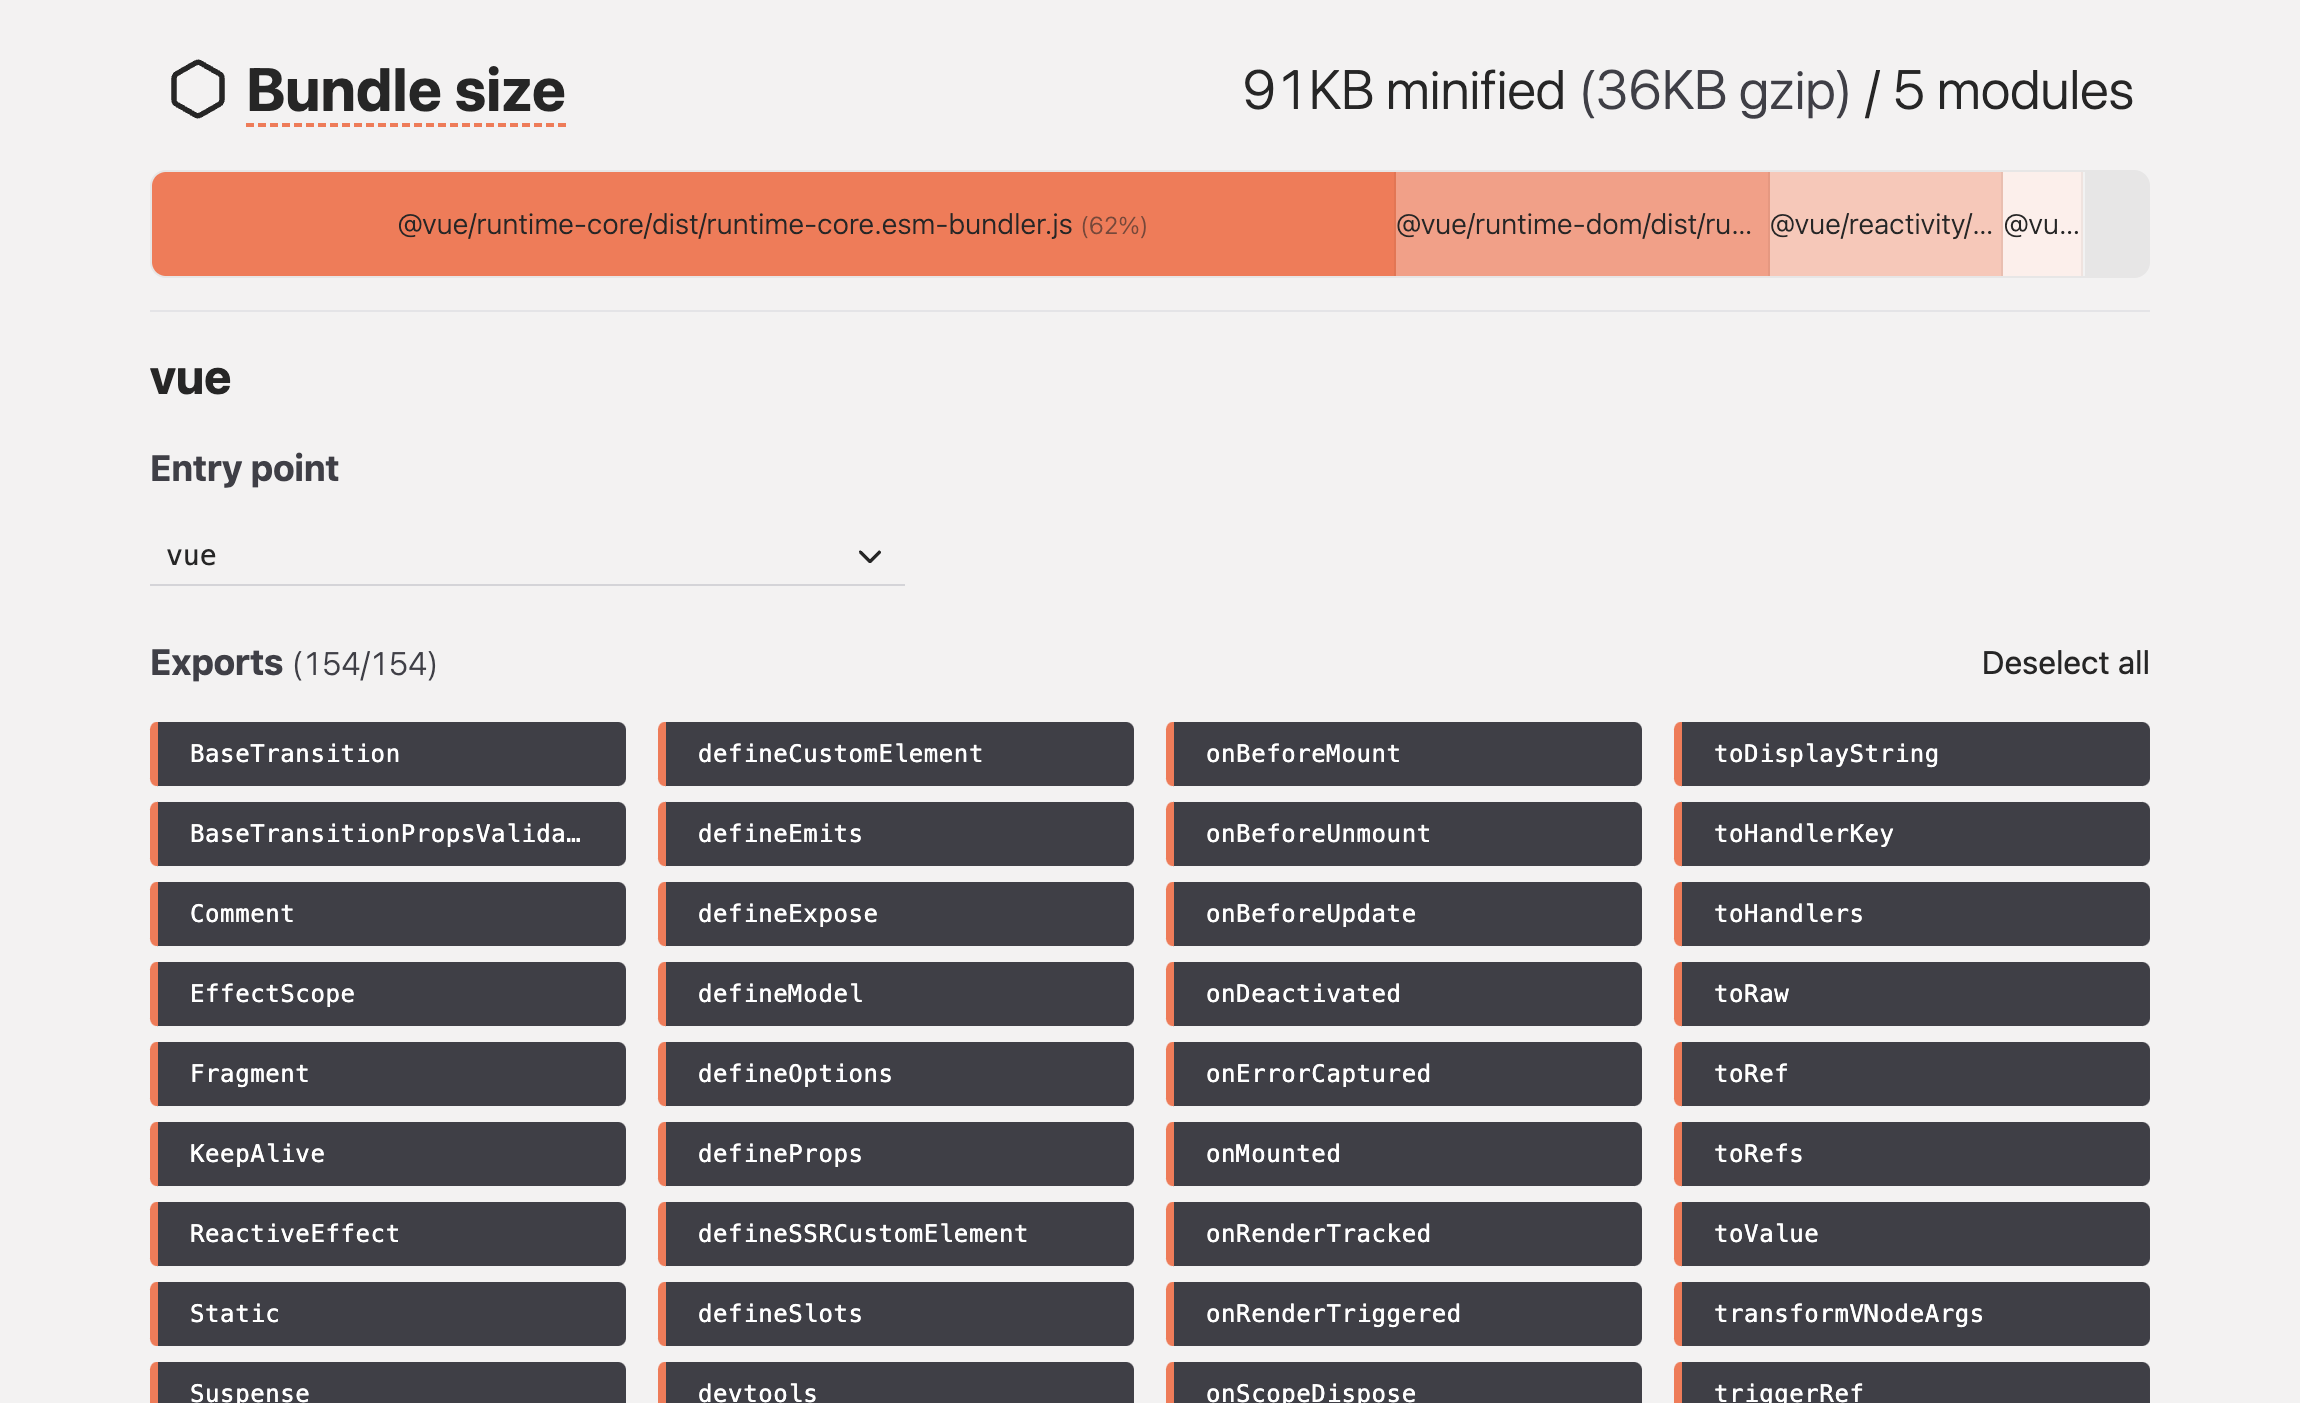 Bundle size
91KB minified (36KB gzip) / 5 modules
@vue/runtime-core/dist/runtime-core.esm-bundler.js (62%)
@vue/runtime-dom/dist/ru...
@vue/reactivity/...
@vu...
vue
Entry point
vue
Exports (154/154)
Deselect all
BaseTransition
defineCustomElement
onBeforeMount
toDisplayString
BaseTransitionPropsValida…
defineEmits
onBeforeUnmount
toHandlerKey
Comment
defineExpose
onBeforeUpdate
toHandlers
EffectScope
defineModel
onDeactivated
toRaw
Fragment
defineOptions
onErrorCaptured
toRef
KeepAlive
defineProps
onMounted
toRefs
ReactiveEffect
defineSSRCustomElement
onRenderTracked
toValue
Static
defineSlots
onRenderTriggered
transformVNodeArgs
Suspense
devtools
onScopeDispose
triggerRef